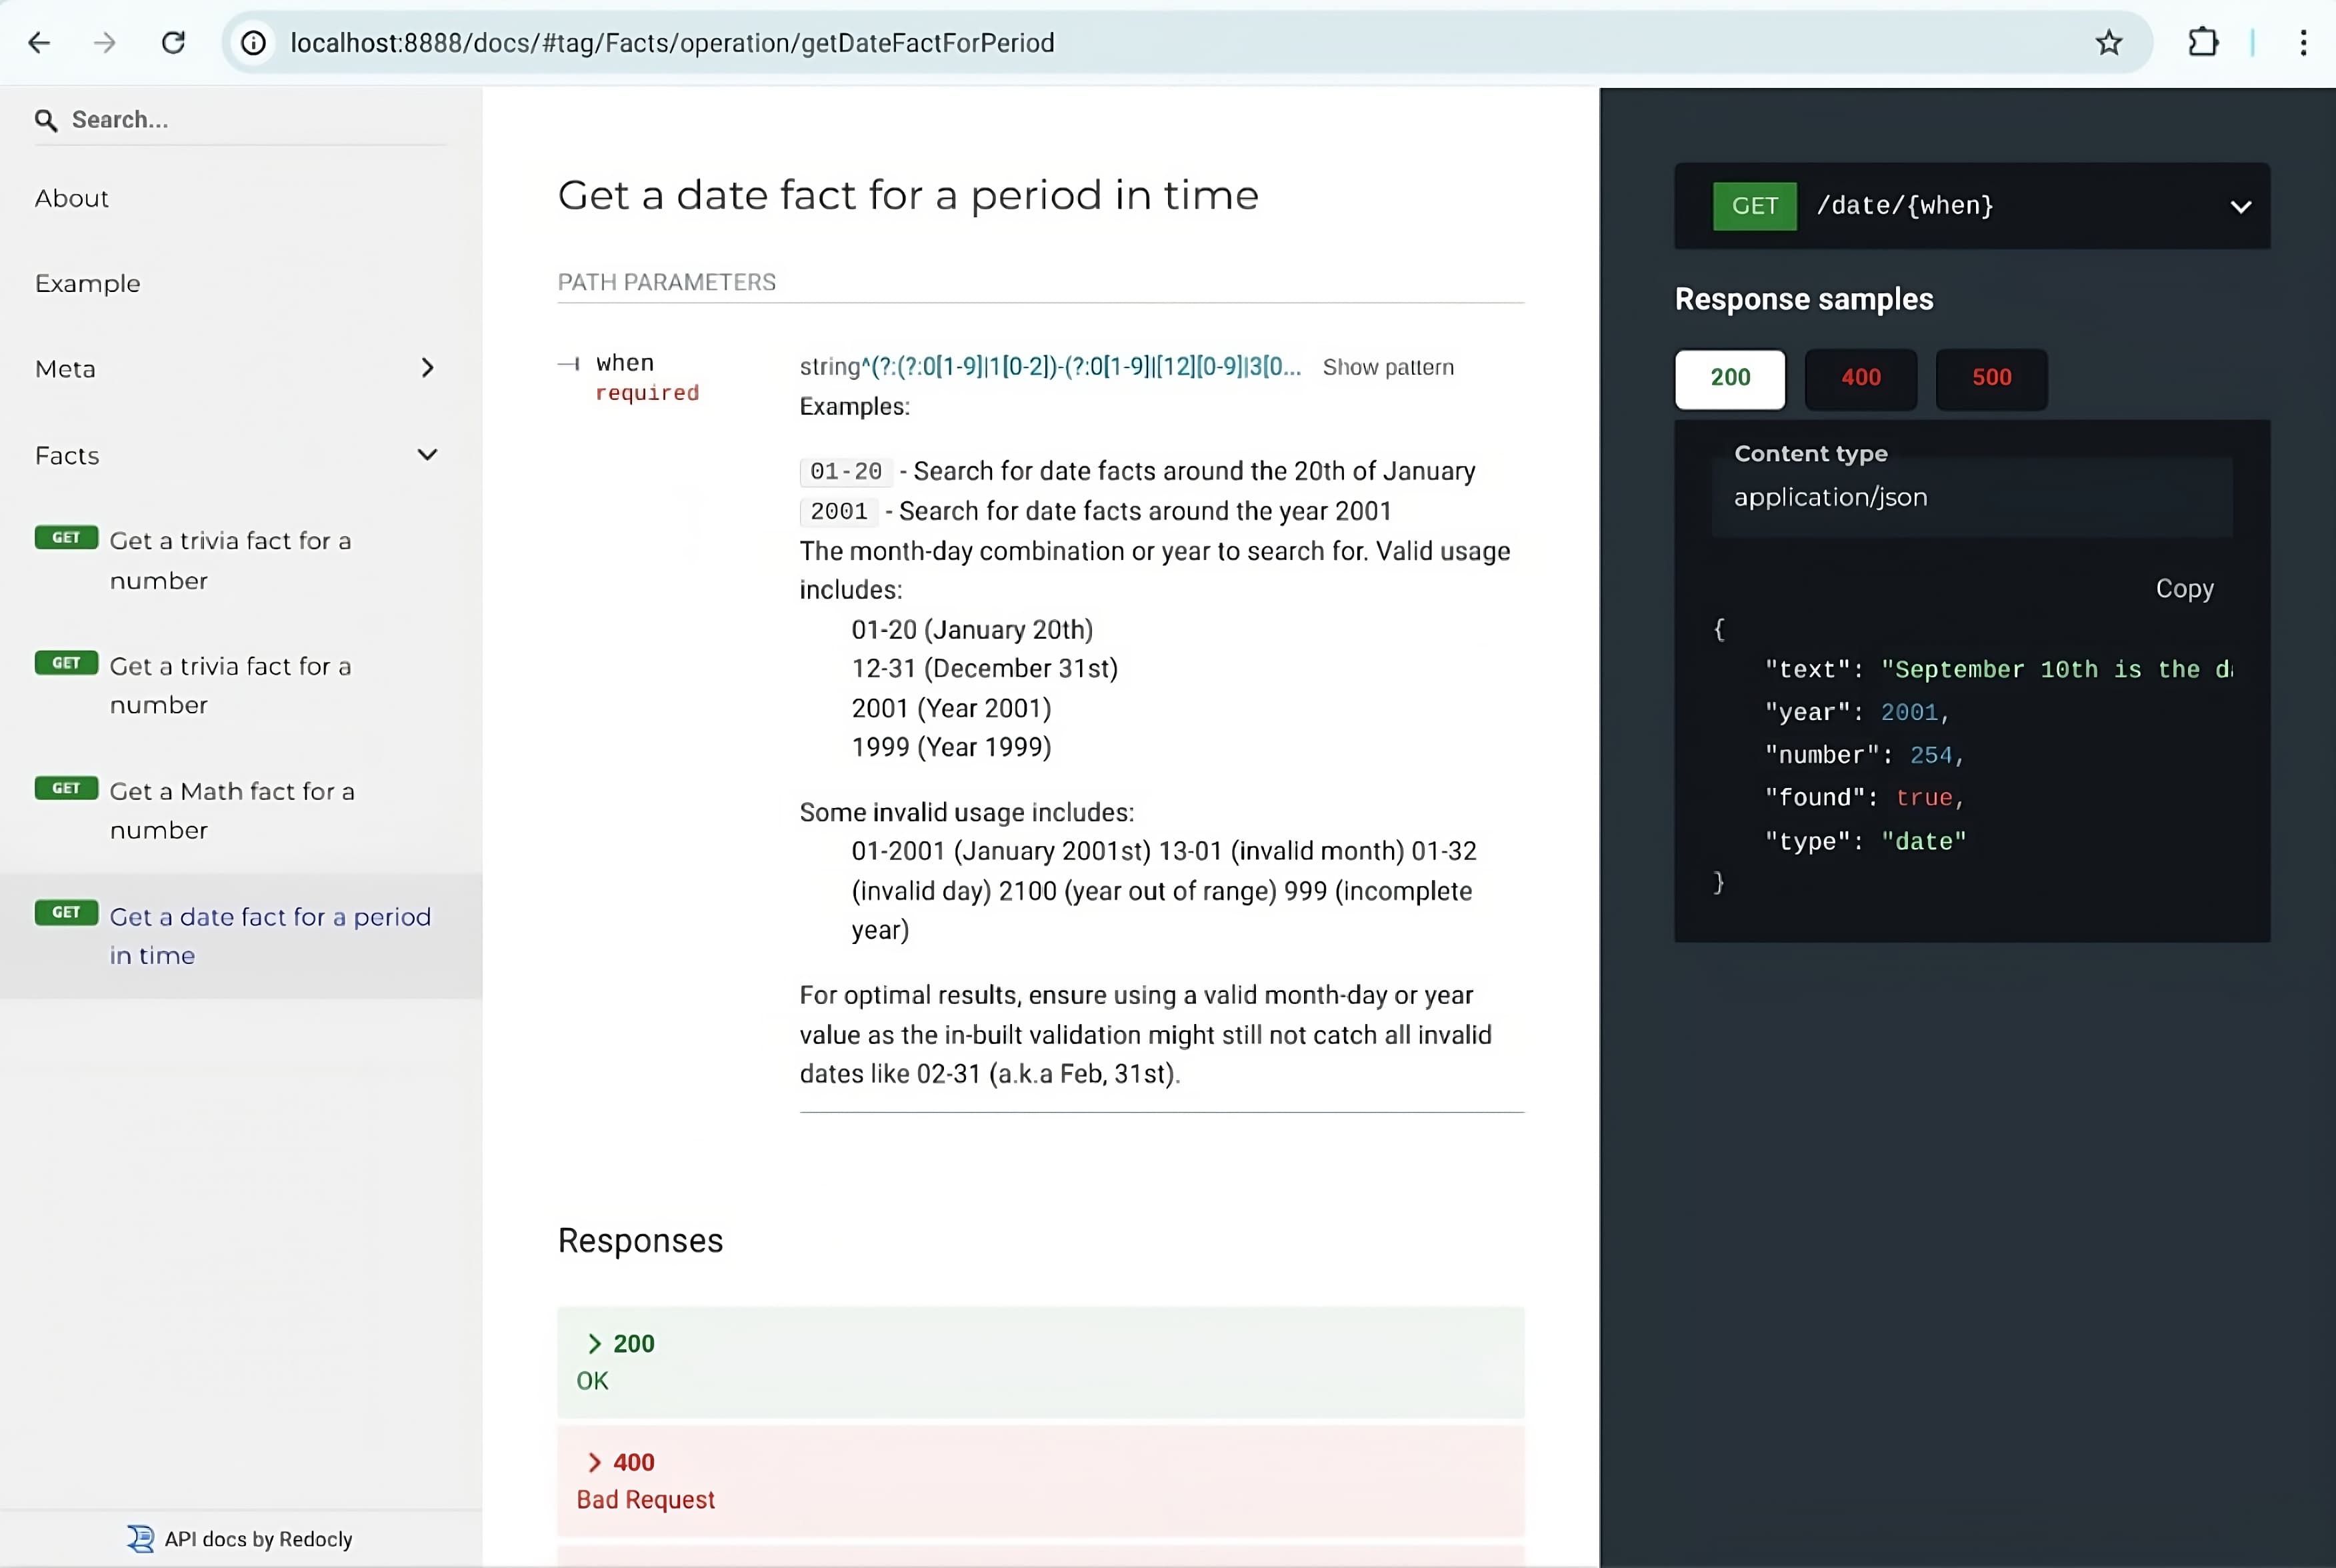 localhost:8888/docs/#tag/Facts/operation/getDateFactForPeriod
Search...
About
Example
Meta
Facts
GET Get a trivia fact for a
number
GET Get a trivia fact for a
number
GET Get a Math fact for a
number
GET Get a date fact for a period
in time
API docs by Redocly
Get a date fact for a period in time
PATH PARAMETERS
when
required
string^(?:(?:0[1-9]|1[0-2])-(?:0[1-9]|[12][0-9]|3[0... Show pattern
Examples:
01-20 - Search for date facts around the 20th of January
2001 - Search for date facts around the year 2001
The month-day combination or year to search for. Valid usage
includes:
01-20 (January 20th)
12-31 (December 31st)
2001 (Year 2001)
1999 (Year 1999)
Some invalid usage includes:
01-2001 (January 2001st) 13-01 (invalid month) 01-32
(invalid day) 2100 (year out of range) 999 (incomplete
year)
For optimal results, ensure using a valid month-day or year
value as the in-built validation might still not catch all invalid
dates like 02-31 (a.k.a Feb, 31st).
Responses
200
OK
400
Bad Request
GET /date/{when}
Response samples
200 400 500
Content type
application/json
Copy
{
"text": "September 10th is the
"year": 2001,
"number": 254,
"found": true,
"type": "date"
}